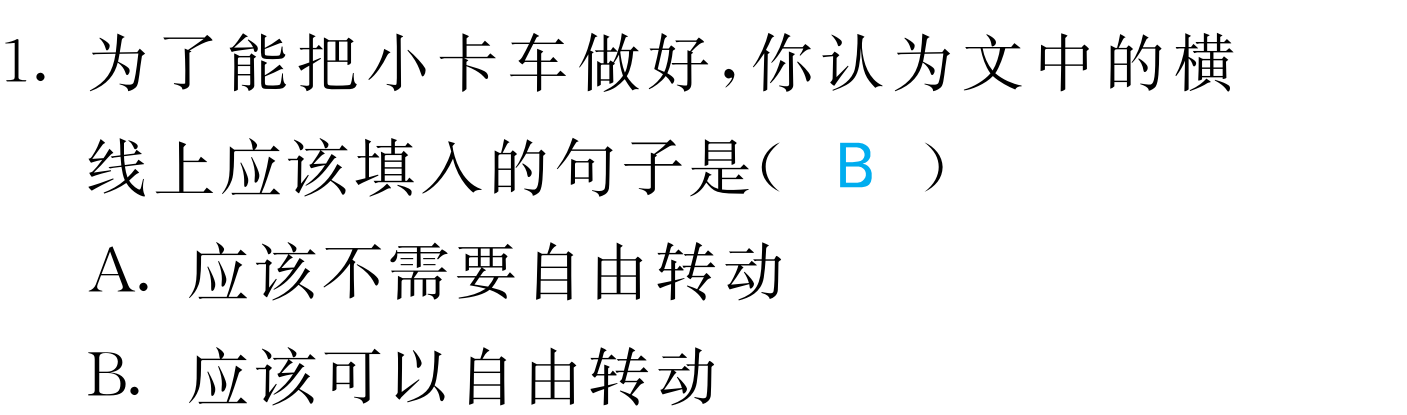 1. 为了能把小卡车做好,你认为文中的横
线上应该填入的句子是( B )
A. 应该不需要自由转动
B. 应该可以自由转动